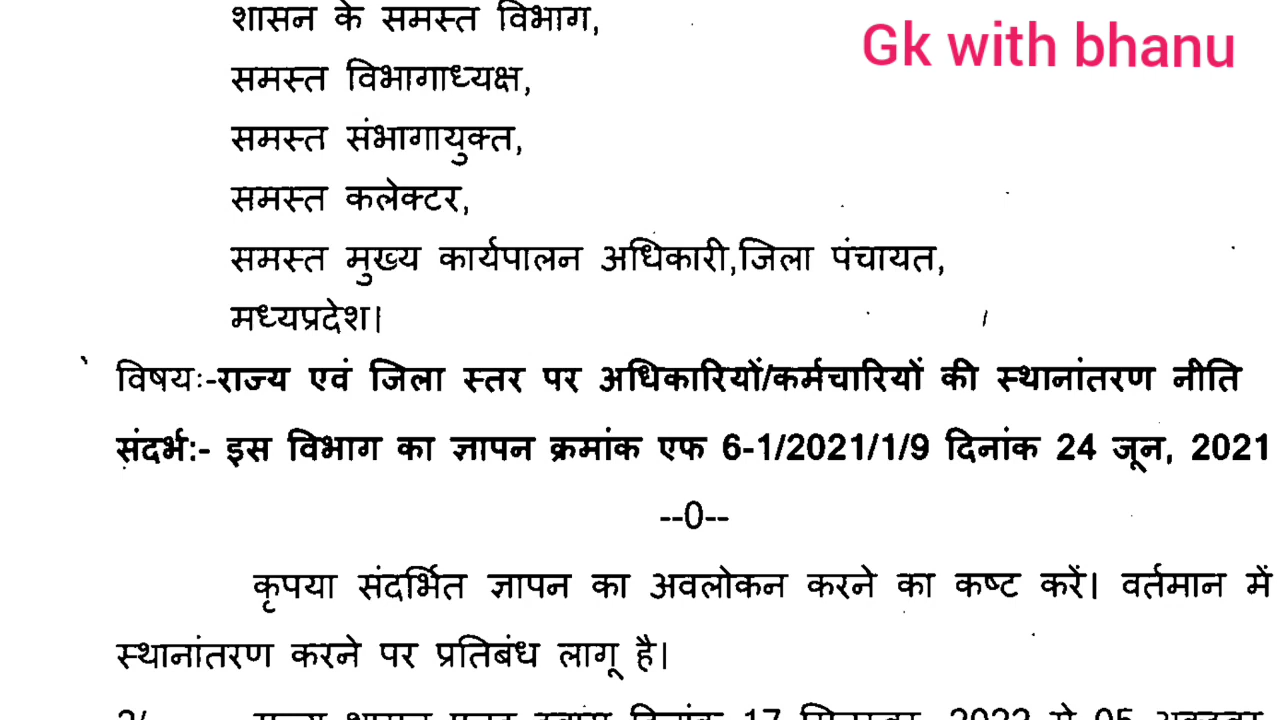 शासन के समस्त विभाग,
Gk with bhanu
समस्त विभागाध्यक्ष,
समस्त संभागायुक्त,
समस्त कलेक्टर,
समस्त मुख्य कार्यपालन अधिकारी,जिला पंचायत,
मध्यप्रदेश।
विषयः-राज्य एवं जिला स्तर पर अधिकारियों/कर्मचारियों की स्थानांतरण नीति
संदर्भ:- इस विभाग का ज्ञापन क्रमांक एफ 6-1/2021/1/9 दिनांक 24 जून, 2021
--0--
कृपया संदर्भित ज्ञापन का अवलोकन करने का कष्ट करें। वर्तमान में
स्थानांतरण करने पर प्रतिबंध लागू है।
दिनांक 17